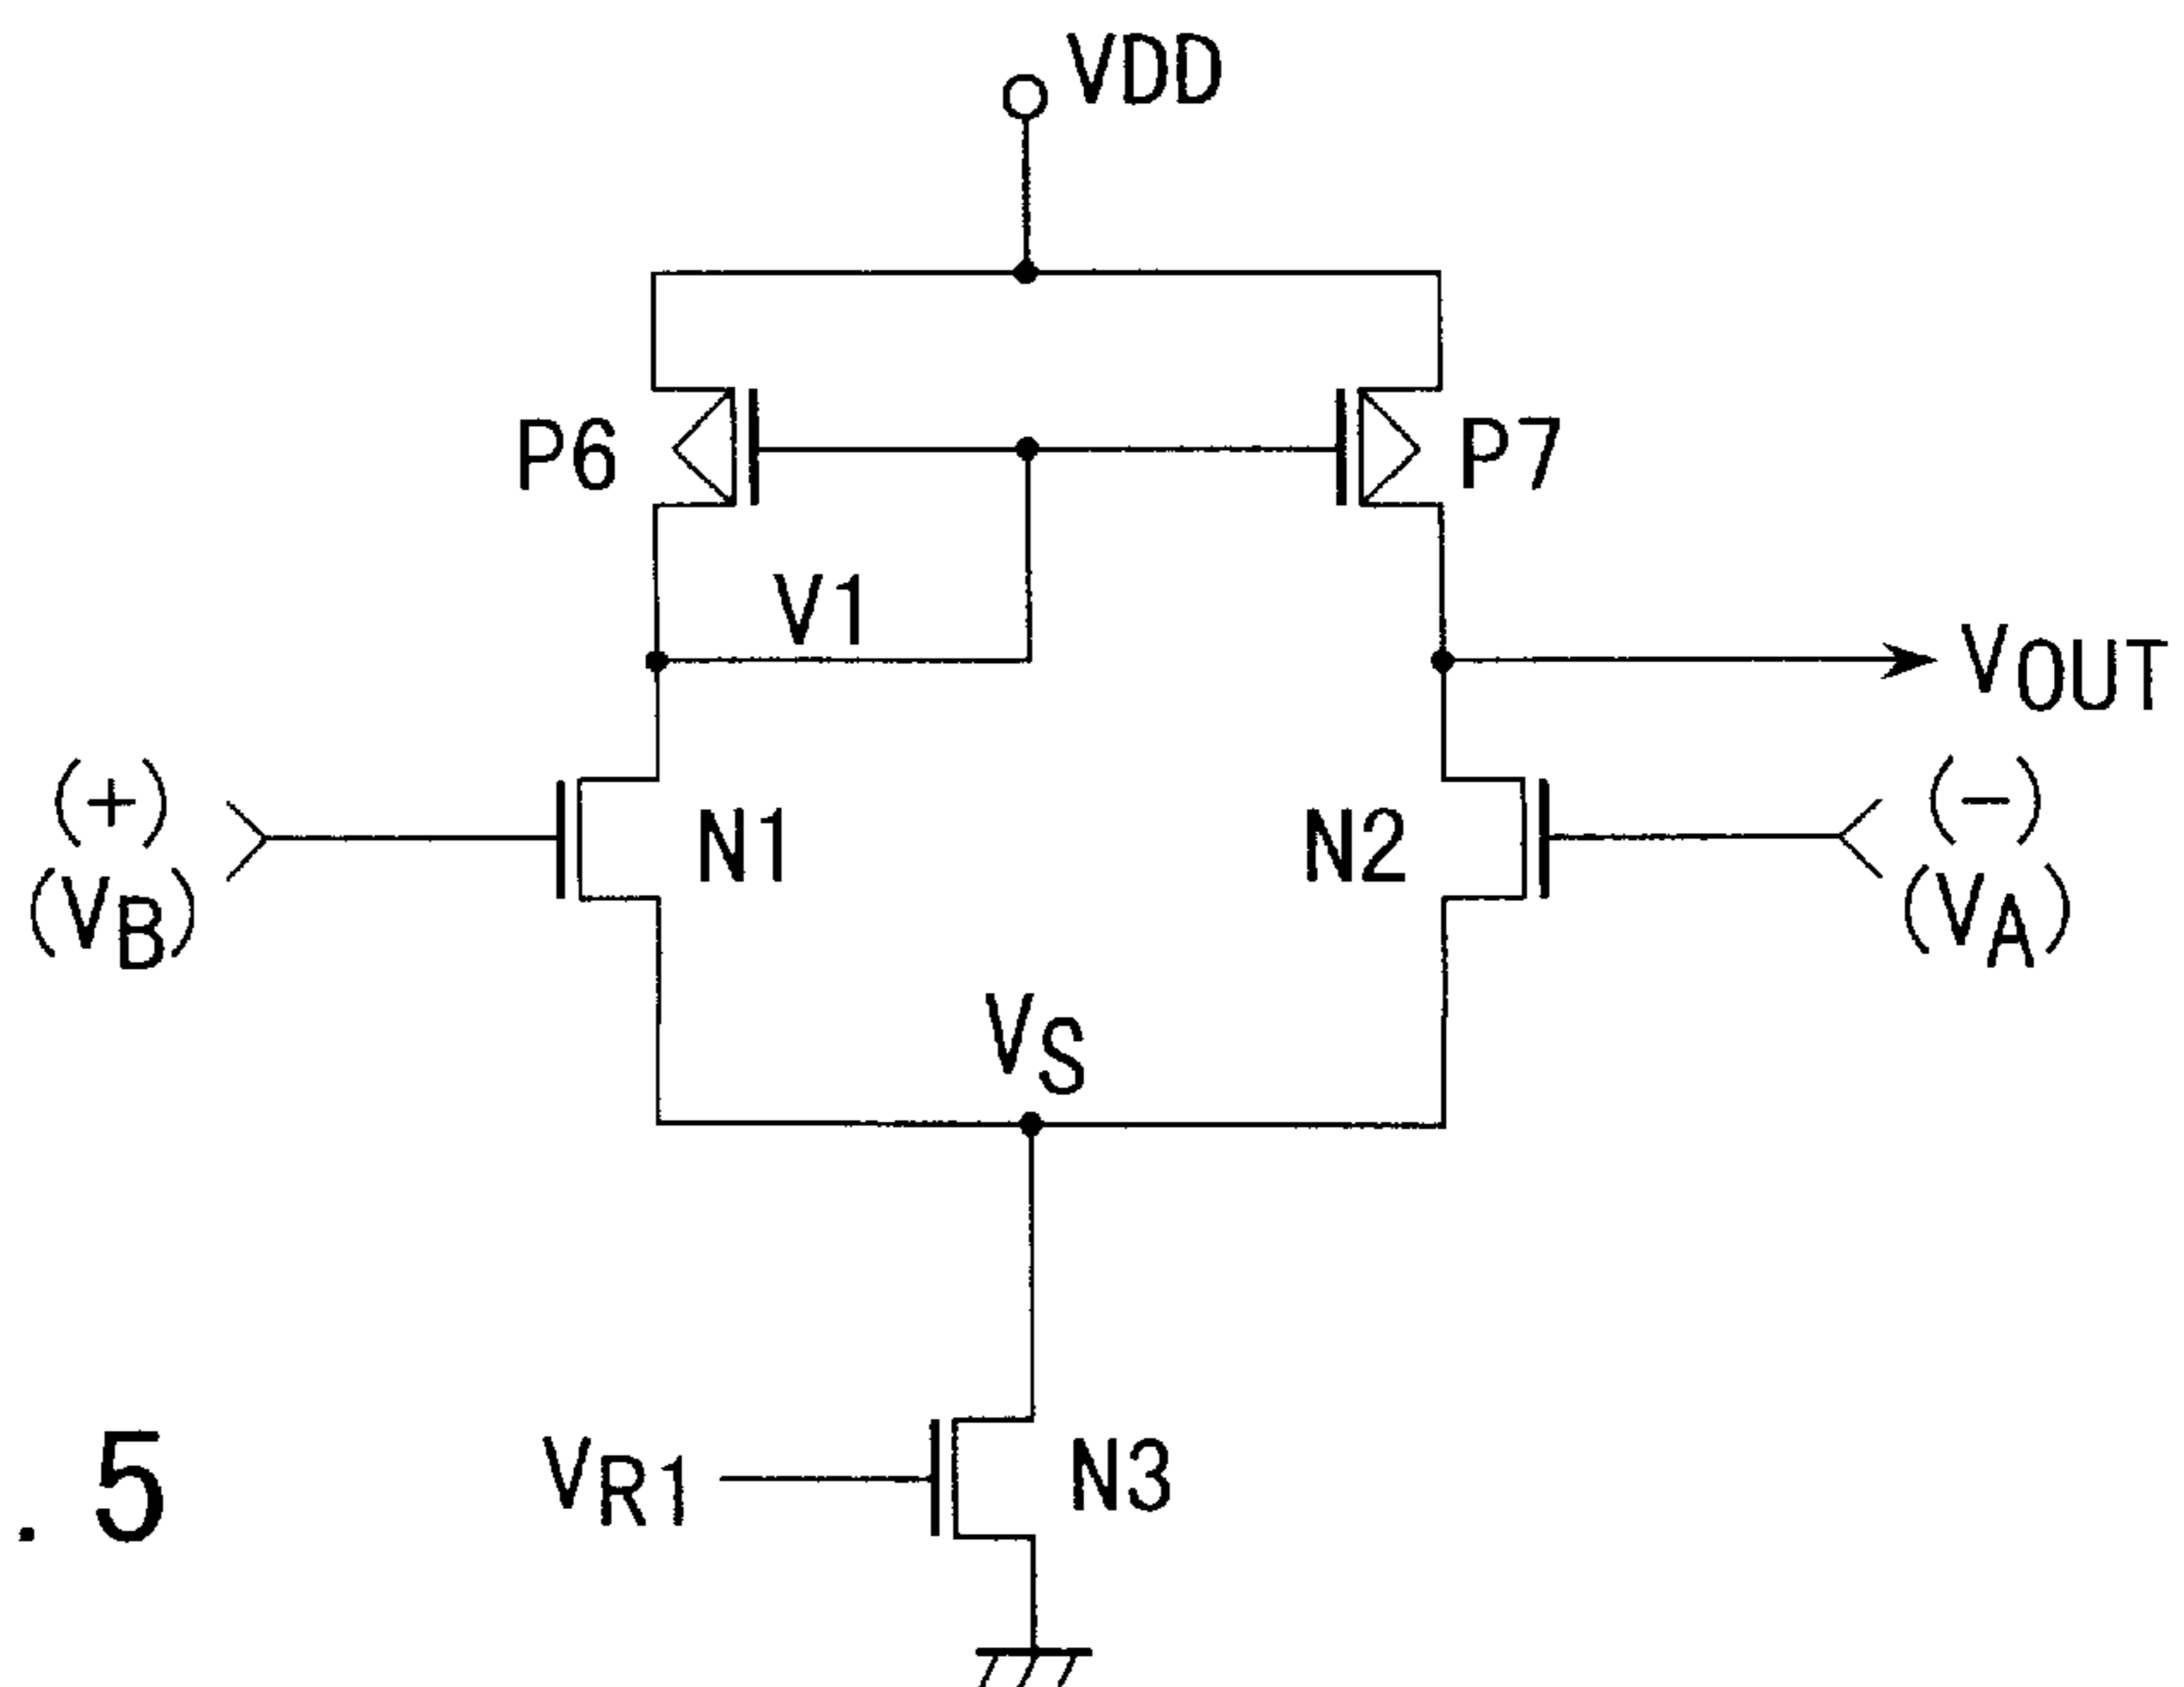 VDD
P6
P7
V1
VOUT
(+)
(-)
N1
N2
(VB)
(VA)
VS
VR1
N3
. 5